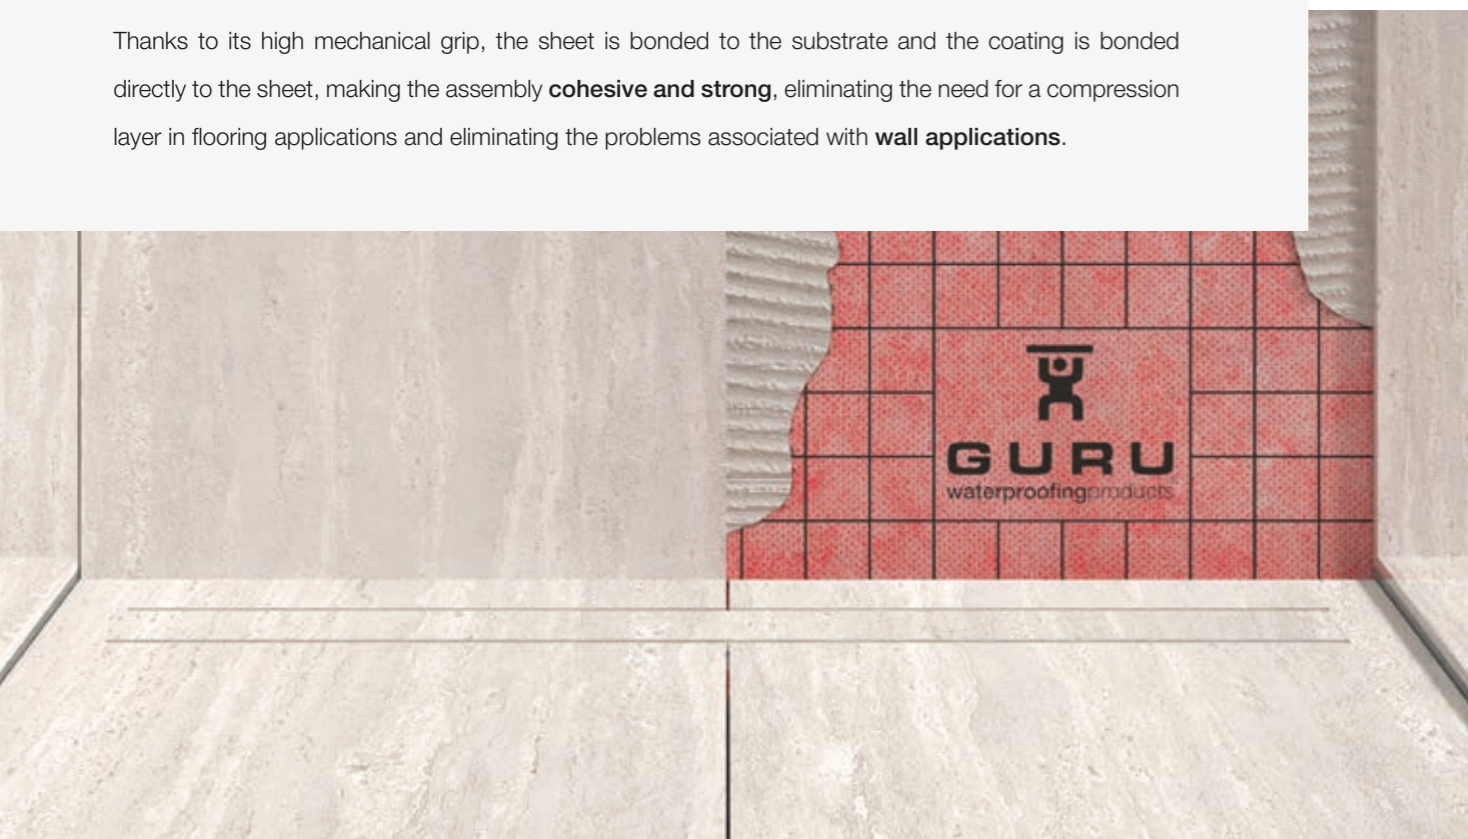 Thanks to its high mechanical grip, the sheet is bonded to the substrate and the coating is bonded
directly to the sheet, making the assembly cohesive and strong, eliminating the need for a compression
layer in flooring applications and eliminating the problems associated with wall applications.
GURU
waterproofingproducts